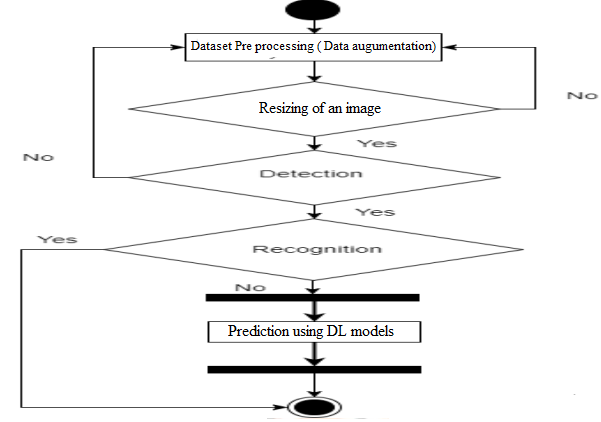 Dataset Pre processing ( Data augumentation)
Resizing of an image
No
Yes
No
Detection
Yes
Yes
Recognition
No
Prediction using DL models